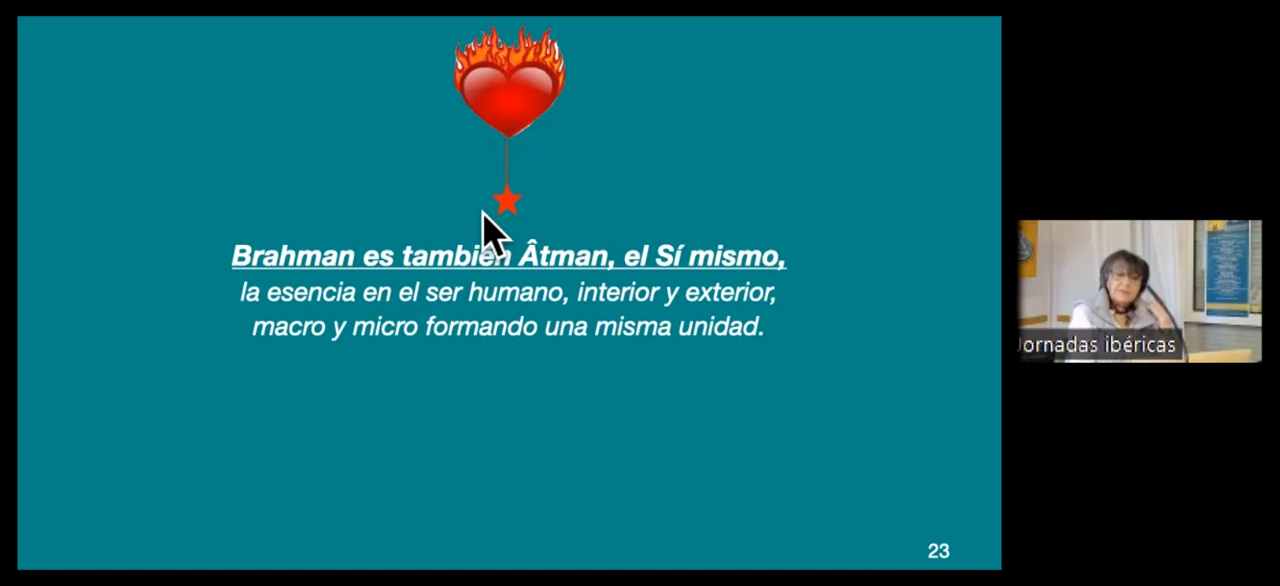 Brahman es también Âtman, el Sí mismo,
la esencia en el ser humano, interior y exterior,
macro y micro formando una misma unidad.
23
Jornadas ibéricas